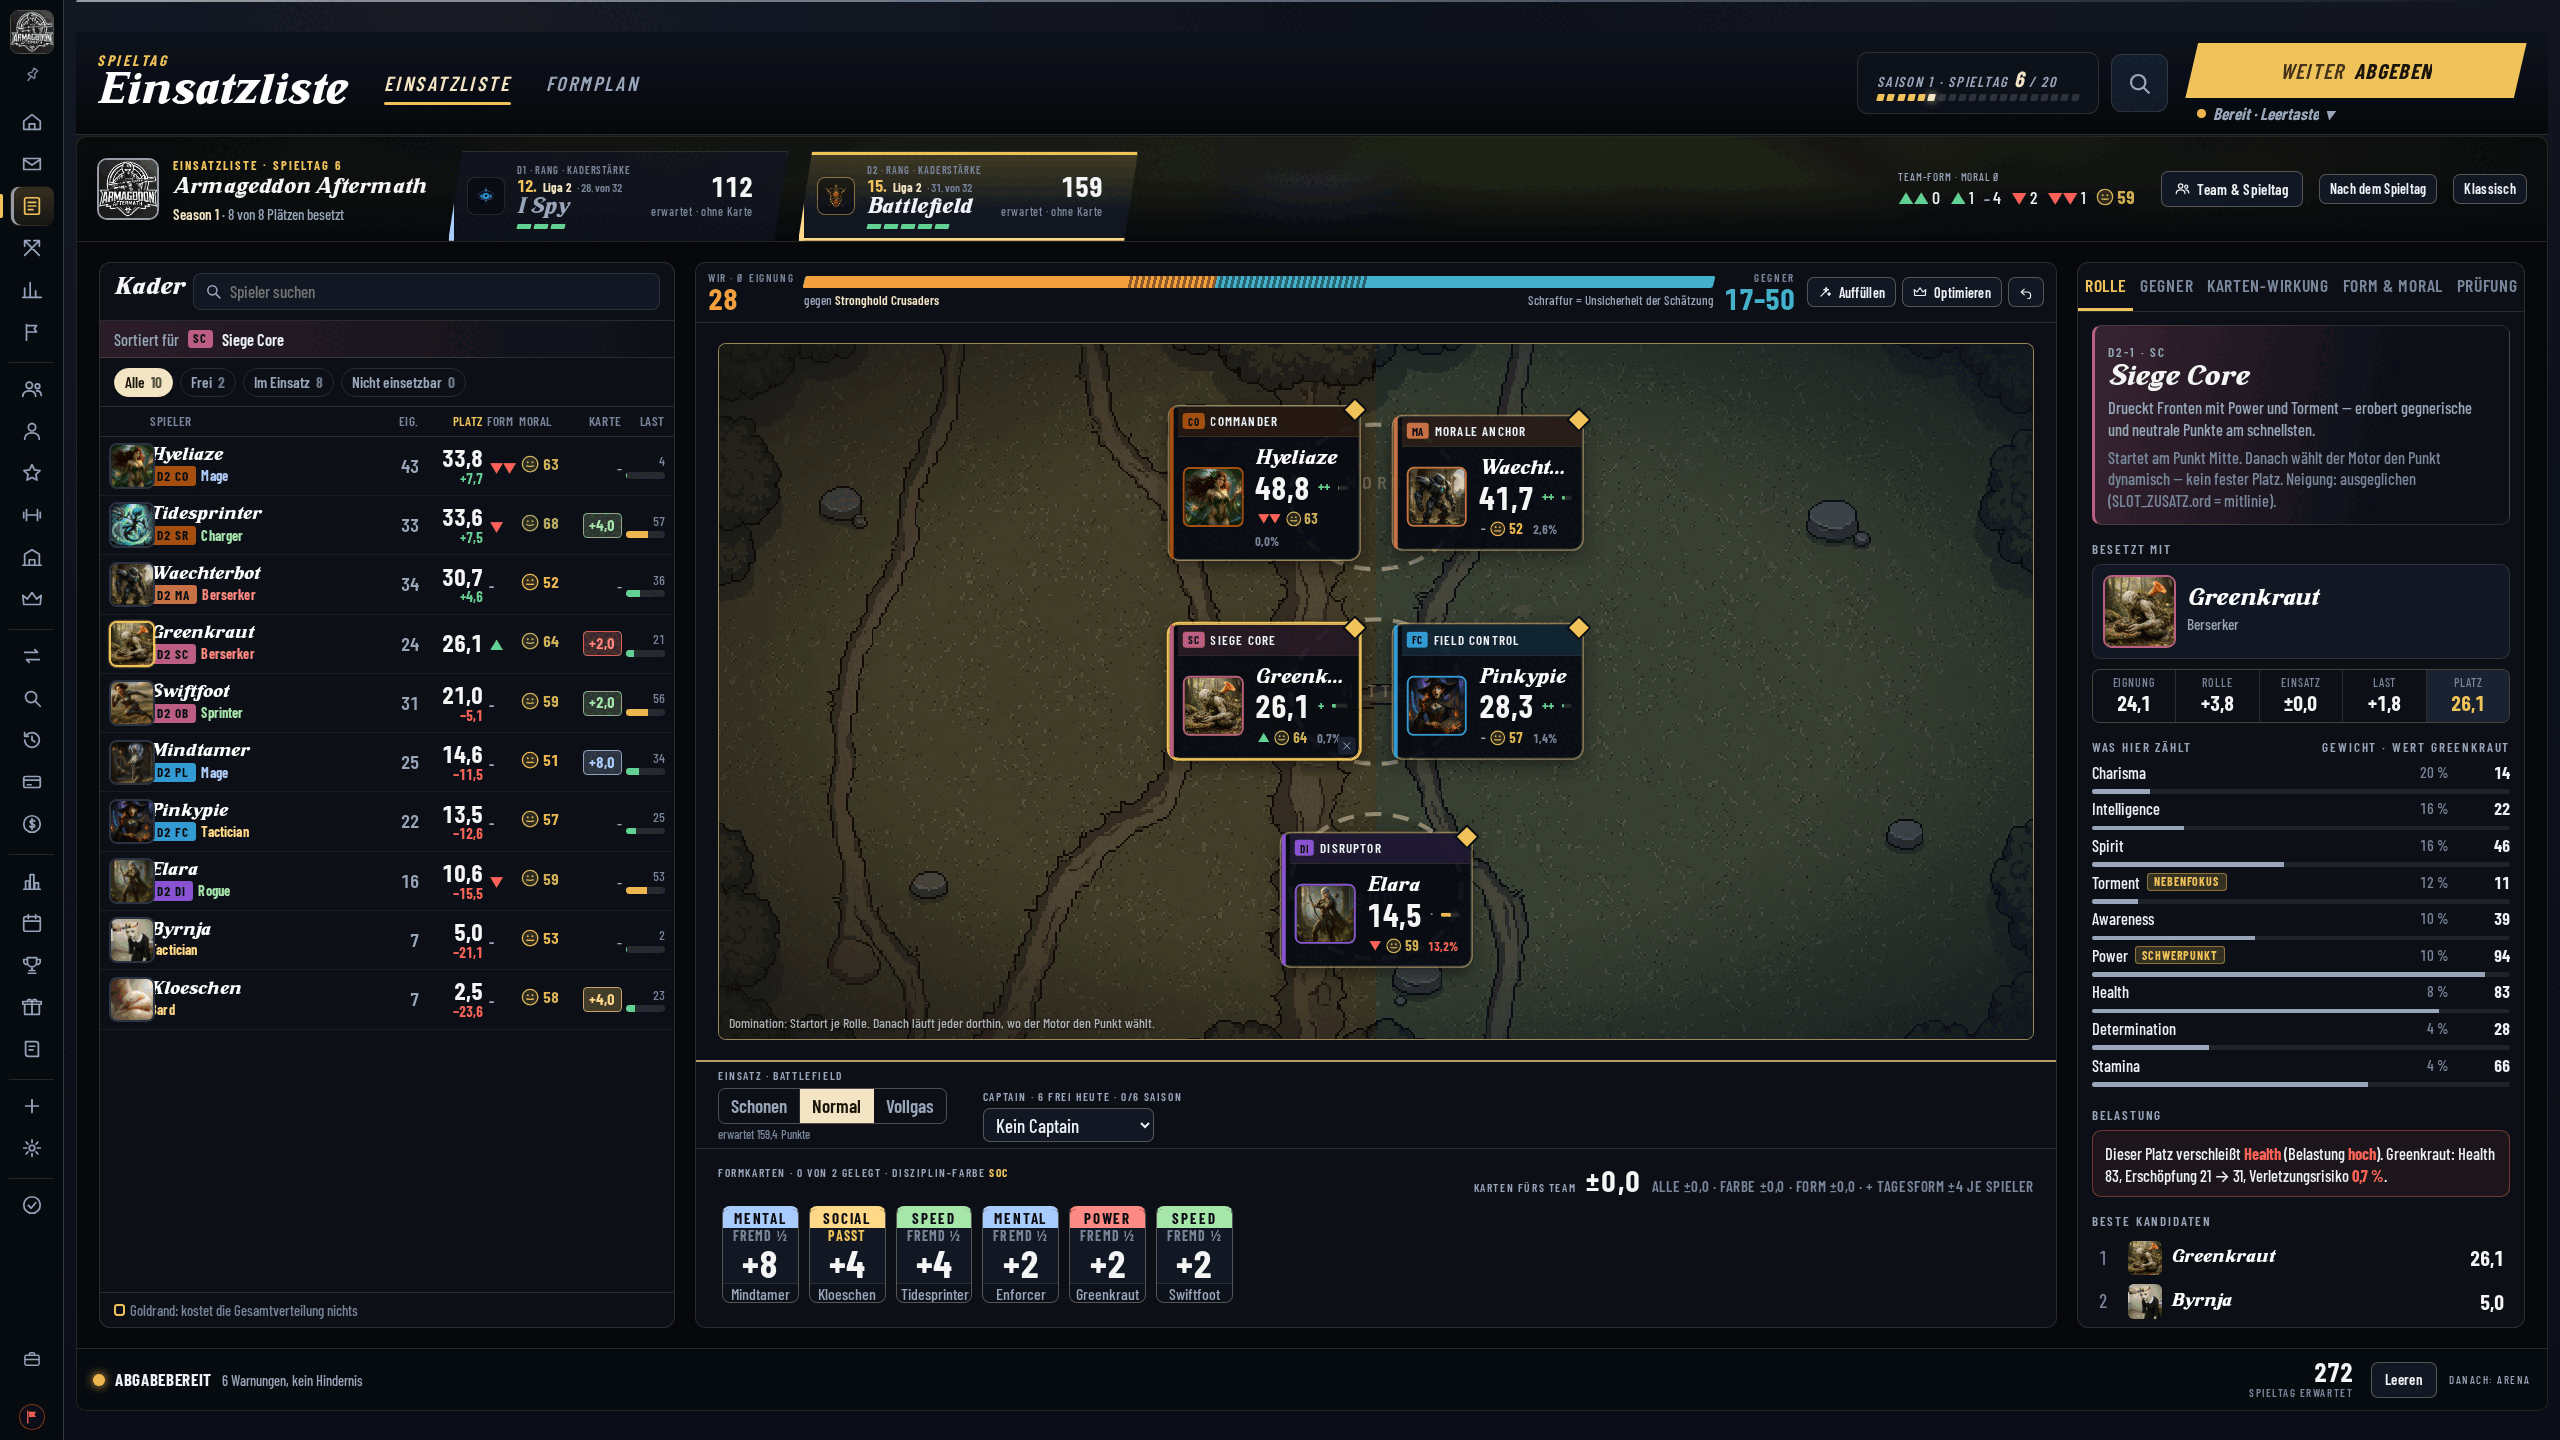 SPIELTAG
Einsatzliste
EINSATZLISTE
FORMPLAN
SAISON 1 · SPIELTAG 6 / 20
WEITER ABGEBEN
Bereit · Leertaste ▼
EINSATZLISTE · SPIELTAG 6
Armageddon Aftermath
Season 1 · 8 von 8 Plätzen besetzt
D1 · RANG · KADERSTÄRKE
12. Liga 2 · 28. von 32
I Spy
112
erwartet · ohne Karte
D2 · RANG · KADERSTÄRKE
15. Liga 2 · 31. von 32
Battlefield
159
erwartet · ohne Karte
TEAM-FORM · MORAL Ø
▲▲ 0 ▲ 1 – 4 ▼ 2 ▼▼ 1 59
Team & Spieltag
Nach dem Spieltag
Klassisch
Kader
Spieler suchen
Sortiert für SC Siege Core
Alle 10
Frei 2
Im Einsatz 8
Nicht einsetzbar 0
SPIELER EIG. PLATZ FORM MORAL KARTE LAST
Hyeliaze
D2 CO Mage
43 33,8 +7,7 ▼▼ 63 – 4
Tidesprinter
D2 SR Charger
33 33,6 +7,5 ▼ 68 +4,0 57
Waechterbot
D2 MA Berserker
34 30,7 +4,6 – 52 – 36
Greenkraut
D2 SC Berserker
24 26,1 ▲ 64 +2,0 21
Swiftfoot
D2 OB Sprinter
31 21,0 –5,1 – 59 +2,0 56
Mindtamer
D2 PL Mage
25 14,6 –11,5 – 51 +8,0 34
Pinkypie
D2 FC Tactician
22 13,5 –12,6 – 57 – 25
Elara
D2 DI Rogue
16 10,6 –15,5 ▼ 59 – 53
Byrnja
Tactician
7 5,0 –21,1 – 53 – 2
Kloeschen
Bard
7 2,5 –23,6 – 58 +4,0 23
Goldrand: kostet die Gesamtverteilung nichts
WIR · Ø EIGNUNG
28
gegen Stronghold Crusaders
Schraffur = Unsicherheit der Schätzung
GEGNER
17–50
Auffüllen
Optimieren
CO COMMANDER
Hyeliaze
48,8 ++
▼▼ 63
0,0%
MA MORALE ANCHOR
Waecht...
41,7 ++
– 52 2,6%
SC SIEGE CORE
Greenk...
26,1 +
▲ 64 0,7%
FC FIELD CONTROL
Pinkypie
28,3 ++
– 57 1,4%
DI DISRUPTOR
Elara
14,5 ·
▼ 59 13,2%
Domination: Startort je Rolle. Danach läuft jeder dorthin, wo der Motor den Punkt wählt.
EINSATZ · BATTLEFIELD
Schonen
Normal
Vollgas
erwartet 159,4 Punkte
CAPTAIN · 6 FREI HEUTE · 0/6 SAISON
Kein Captain
FORMKARTEN · 0 VON 2 GELEGT · DISZIPLIN-FARBE SOC
KARTEN FÜRS TEAM ±0,0 ALLE ±0,0 · FARBE ±0,0 · FORM ±0,0 · + TAGESFORM ±4 JE SPIELER
MENTAL
FREMD ½
+8
Mindtamer
SOCIAL
PASST
+4
Kloeschen
SPEED
FREMD ½
+4
Tidesprinter
MENTAL
FREMD ½
+2
Enforcer
POWER
FREMD ½
+2
Greenkraut
SPEED
FREMD ½
+2
Swiftfoot
ROLLE
GEGNER
KARTEN-WIRKUNG
FORM & MORAL
PRÜFUNG
D2-1 · SC
Siege Core
Drueckt Fronten mit Power und Torment — erobert gegnerische
und neutrale Punkte am schnellsten.
Startet am Punkt Mitte. Danach wählt der Motor den Punkt
dynamisch — kein fester Platz. Neigung: ausgeglichen
(SLOT_ZUSATZ.ord = mitlinie).
BESETZT MIT
Greenkraut
Berserker
EIGNUNG 24,1
ROLLE +3,8
EINSATZ ±0,0
LAST +1,8
PLATZ 26,1
WAS HIER ZÄHLT
GEWICHT · WERT GREENKRAUT
Charisma 20 % 14
Intelligence 16 % 22
Spirit 16 % 46
Torment NEBENFOKUS 12 % 11
Awareness 10 % 39
Power SCHWERPUNKT 10 % 94
Health 8 % 83
Determination 4 % 28
Stamina 4 % 66
BELASTUNG
Dieser Platz verschleißt Health (Belastung hoch). Greenkraut: Health
83, Erschöpfung 21 → 31, Verletzungsrisiko 0,7 %.
BESTE KANDIDATEN
1 Greenkraut 26,1
2 Byrnja 5,0
ABGABEBEREIT 6 Warnungen, kein Hindernis
272
SPIELTAG ERWARTET
Leeren
DANACH: ARENA